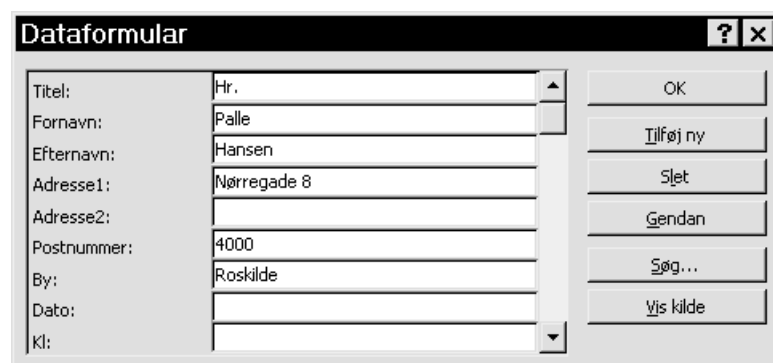 Dataformular
Titel: Hr.
Fornavn: Palle
Efternavn: Hansen
Adresse1: Nørregade 8
Adresse2:
Postnummer: 4000
By: Roskilde
Dato:
Kl:
OK
Tilføj ny
Slet
Gendan
Søg...
Vis kilde